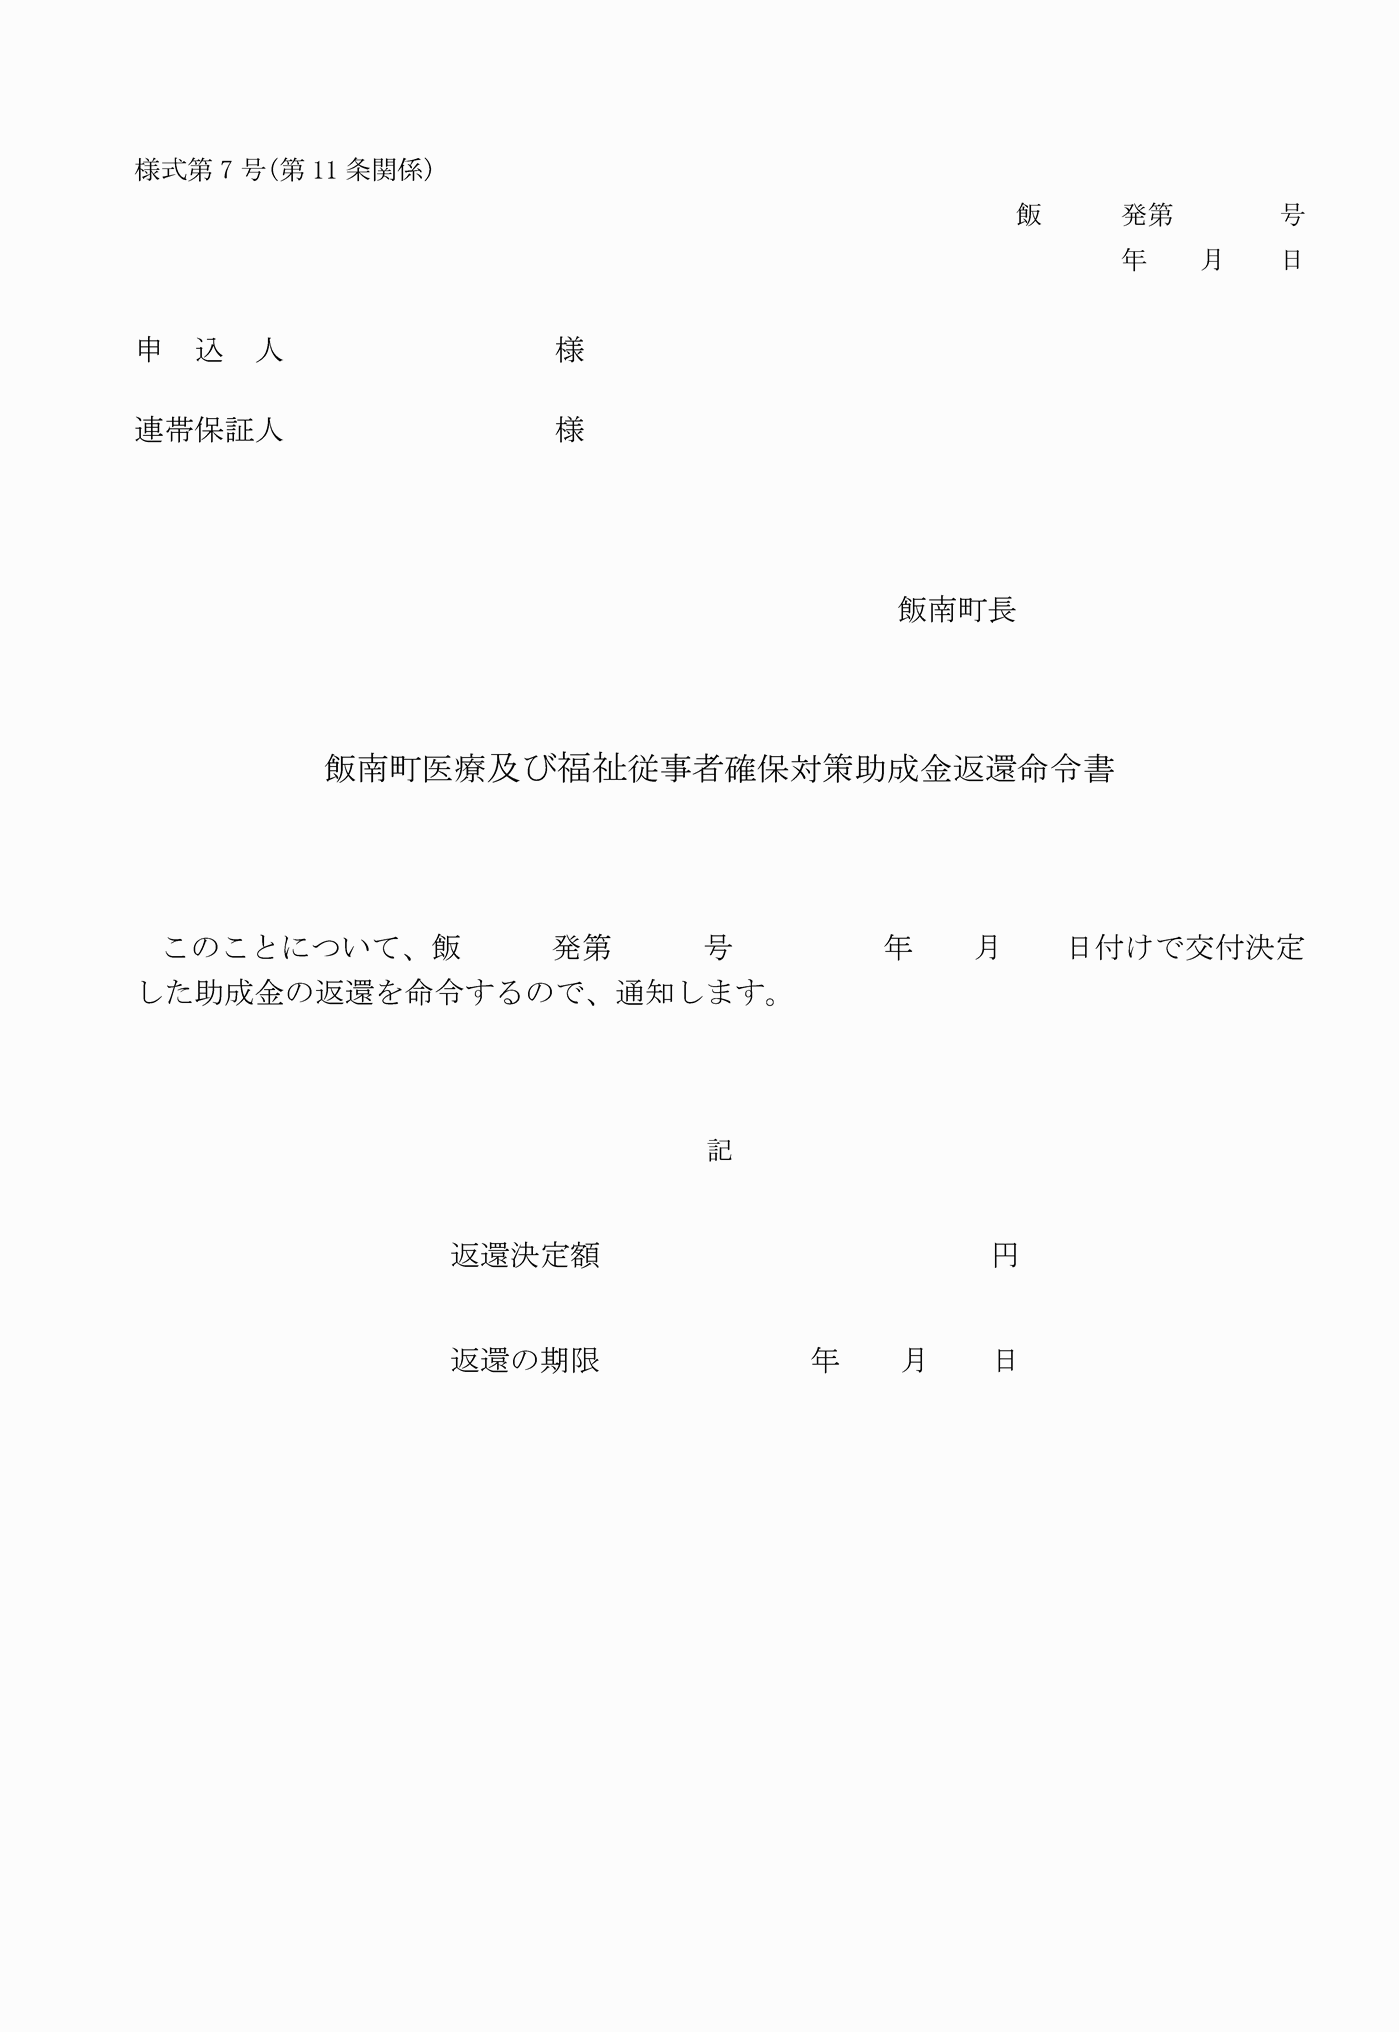 様式第 7 号(第 11 条関係)
飯　　　発第　　　　号
年　　月　　日
申　込　人　　　　　　　　　様
連帯保証人　　　　　　　　　様
飯南町長
飯南町医療及び福祉従事者確保対策助成金返還命令書
このことについて、飯　　　発第　　　号　　　　　年　　月　　日付けで交付決定
した助成金の返還を命令するので、通知します。
記
返還決定額　　　　　　　　　　　　　円
返還の期限　　　　　　　年　　月　　日